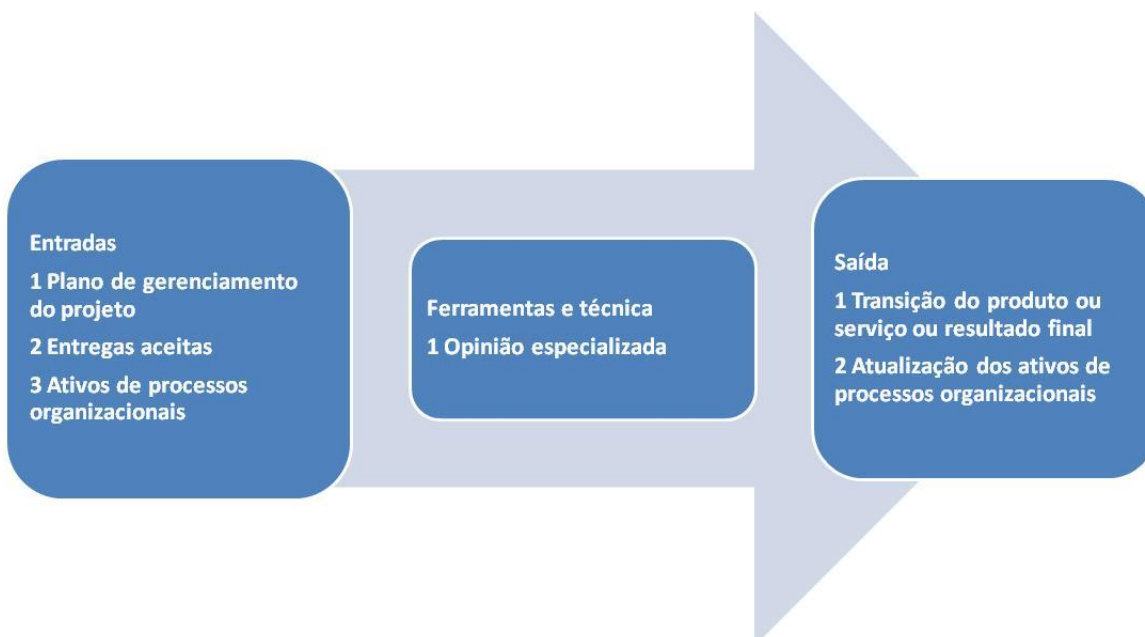 Entradas
1 Plano de gerenciamento
do projeto
2 Entregas aceitas
3 Ativos de processos
organizacionais
Ferramentas e técnica
1 Opinião especializada
Saída
1 Transição do produto ou
serviço ou resultado final
2 Atualização dos ativos de
processos organizacionais